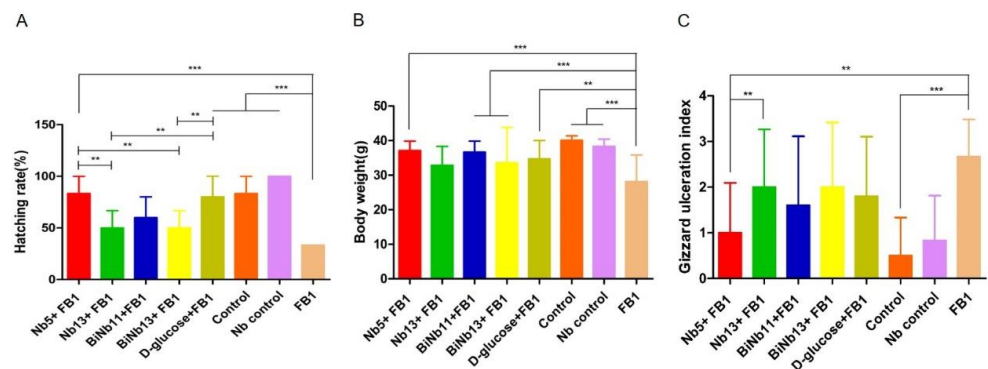 A
***
***
**
**
**
**
Hatching rate(%)
150
100
50
0
Nb5+ FB1
Nb13+ FB1
BiNb11+FB1
BiNb13+ FB1
D-glucose+FB1
Control
Nb control
FB1
B
***
***
**
***
Body weight(g)
50
40
30
20
10
0
Nb5+ FB1
Nb13+ FB1
BiNb11+FB1
BiNb13+ FB1
D-glucose+FB1
Control
Nb control
FB1
C
**
**
***
Gizzard ulceration index
4
3
2
1
0
Nb5+ FB1
Nb13+ FB1
BiNb11+FB1
BiNb13+ FB1
D-glucose+FB1
Control
Nb control
FB1